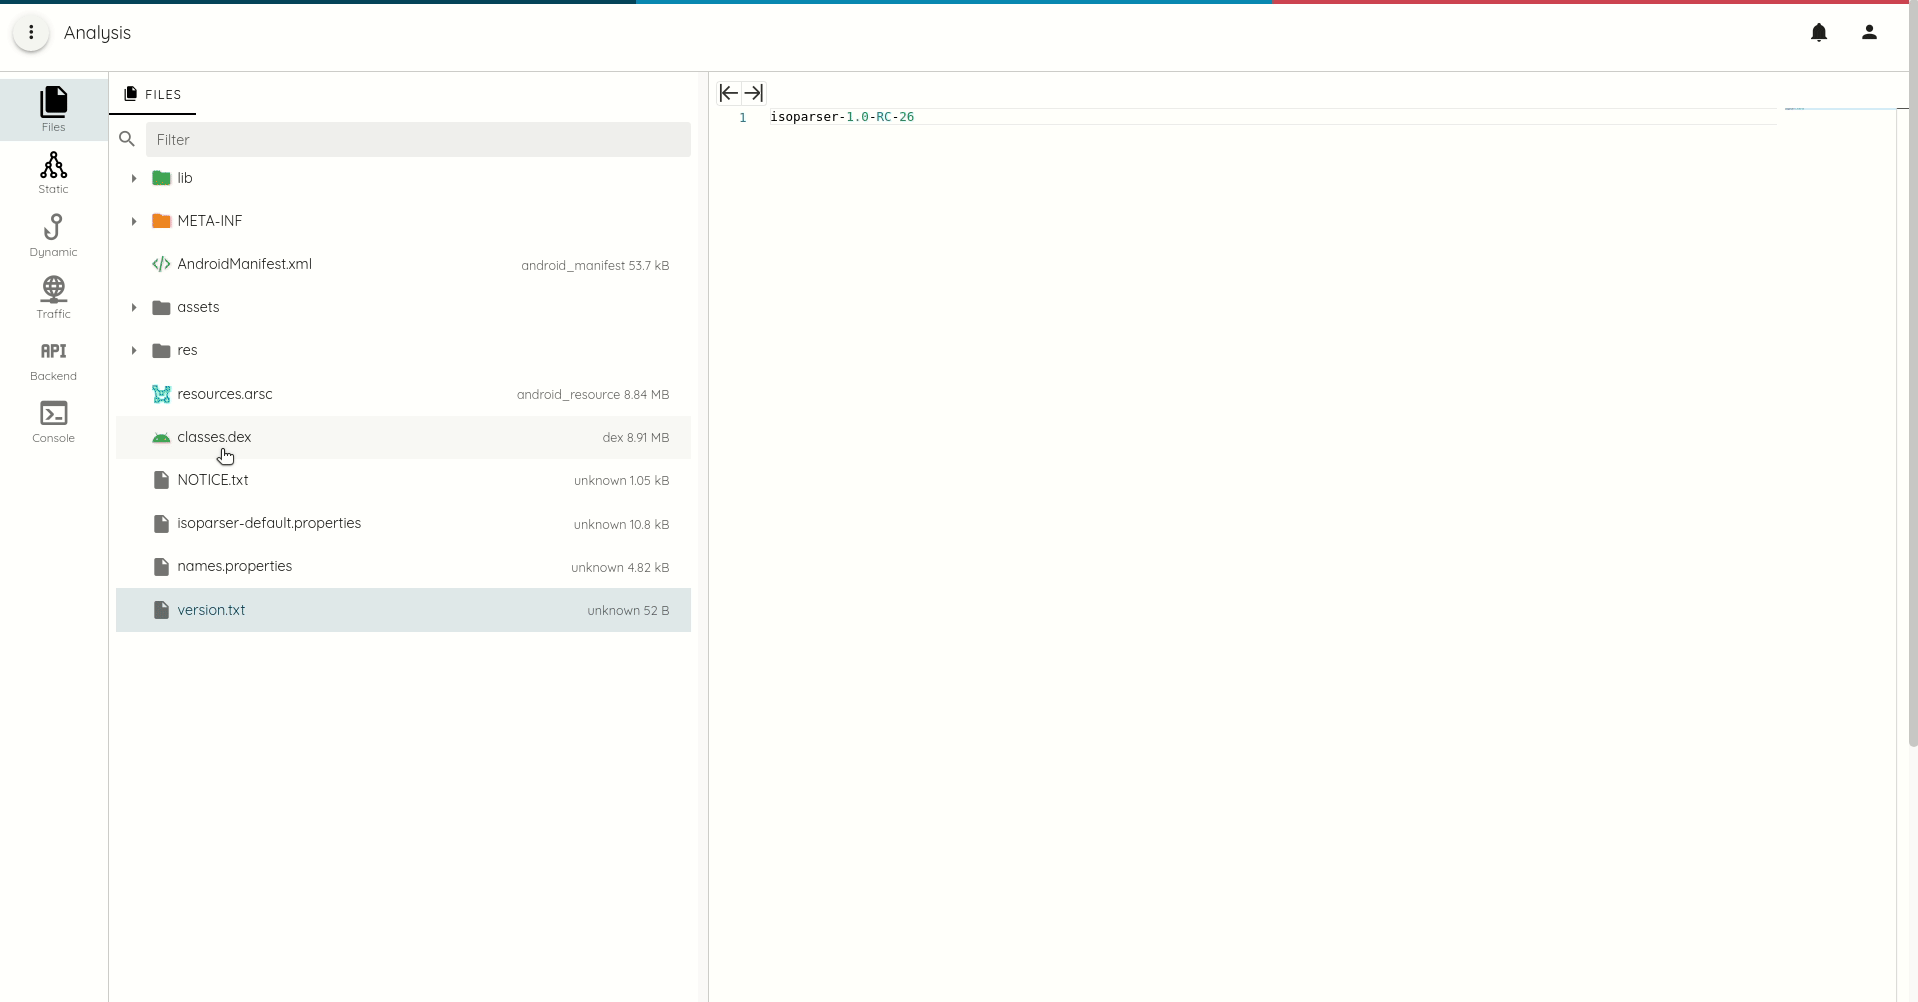 Analysis
Files
Static
Dynamic
Traffic
API
Backend
Console
FILES
Filter
lib
META-INF
AndroidManifest.xml android_manifest 53.7 kB
assets
res
resources.arsc android_resource 8.84 MB
classes.dex dex 8.91 MB
NOTICE.txt unknown 1.05 kB
isoparser-default.properties unknown 10.8 kB
names.properties unknown 4.82 kB
version.txt unknown 52 B
1 isoparser-1.0-RC-26